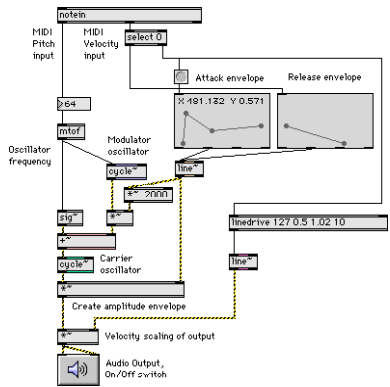 notein
MIDI Pitch input
MIDI Velocity input
select 0
Attack envelope
Release envelope
X 491.132 Y 0.571
64
mtof
Oscillator frequency
Modulator oscillator
cycle~
line~
*~ 2000
sig~
*~
linedrive 127 0.5 1.02 10
+~
cycle~
Carrier oscillator
line~
*~
Create amplitude envelope
*~
Velocity scaling of output
Audio Output, On/Off switch